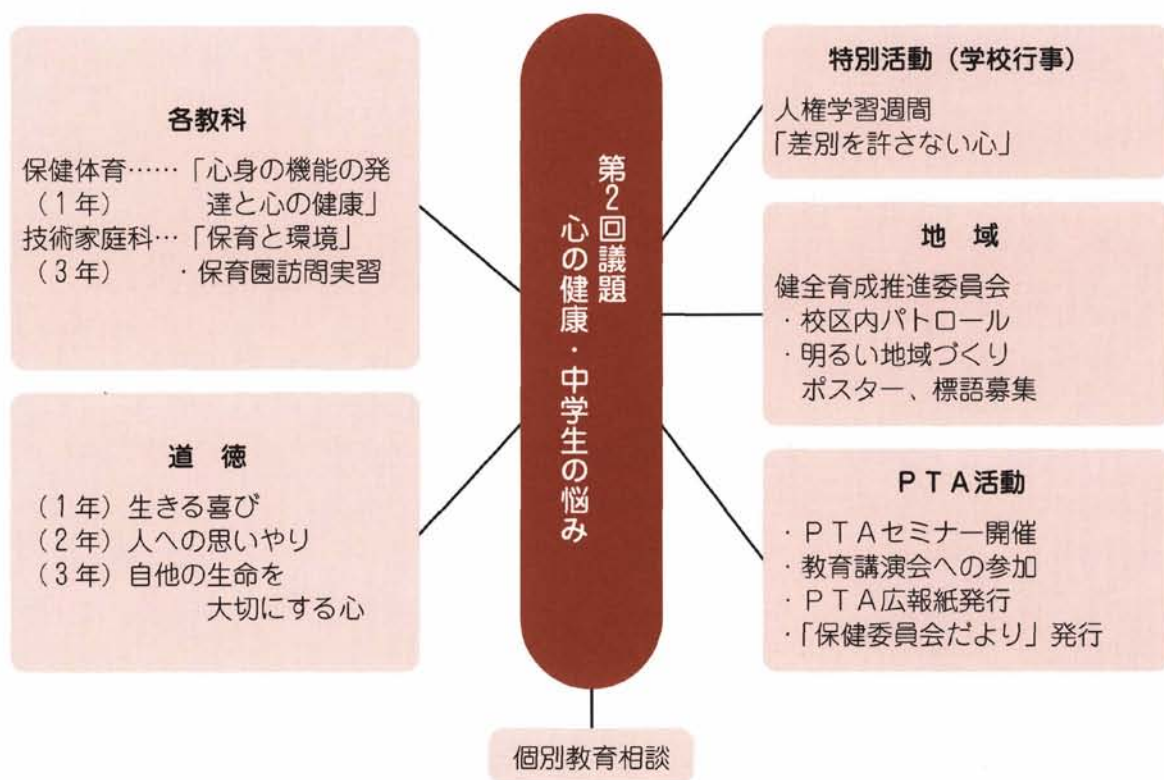 各教科
保健体育……「心身の機能の発
(1年) 達と心の健康」
技術家庭科…「保育と環境」
(3年) ・保育園訪問実習
道 徳
(1年) 生きる喜び
(2年) 人への思いやり
(3年) 自他の生命を
大切にする心
第2回議題
心の健康・中学生の悩み
特別活動(学校行事)
人権学習週間
「差別を許さない心」
地 域
健全育成推進委員会
・校区内パトロール
・明るい地域づくり
ポスター、標語募集
PTA活動
・PTAセミナー開催
・教育講演会への参加
・PTA広報紙発行
・「保健委員会だより」発行
個別教育相談